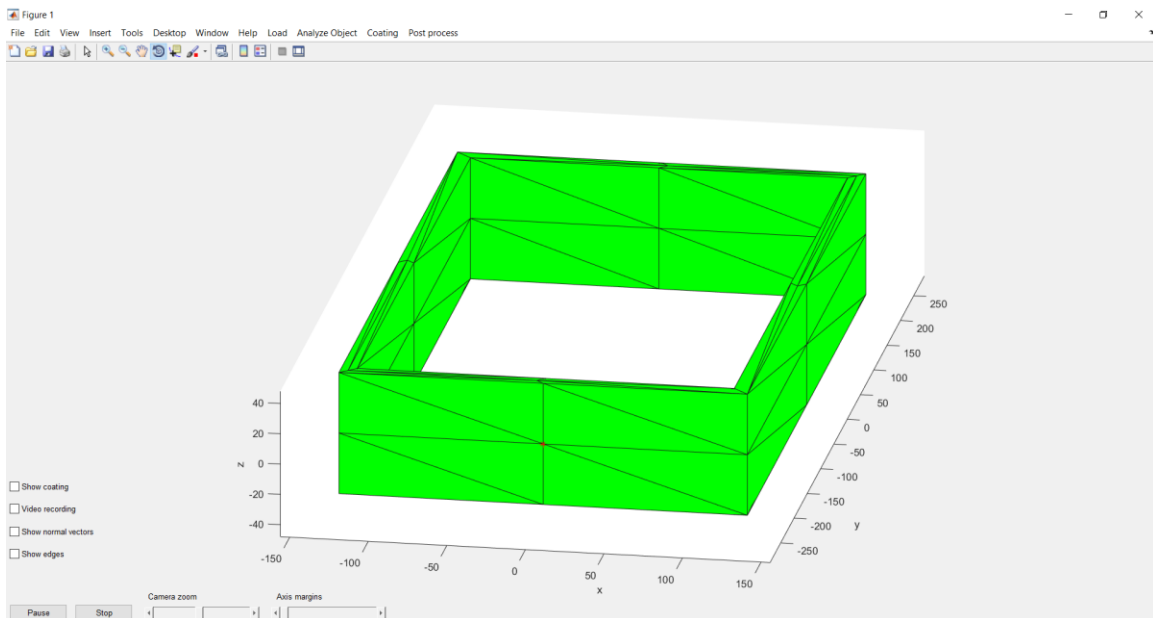 Figure 1
File Edit View Insert Tools Desktop Window Help Load Analyze Object Coating Post process
250
200
150
100
50
0
-50
-100
-150
-200
-250
y
40
20
z 0
-20
-40
-150
-100
-50
0
50
100
150
x
Show coating
Video recording
Show normal vectors
Show edges
Camera zoom Axis margins
Pause Stop